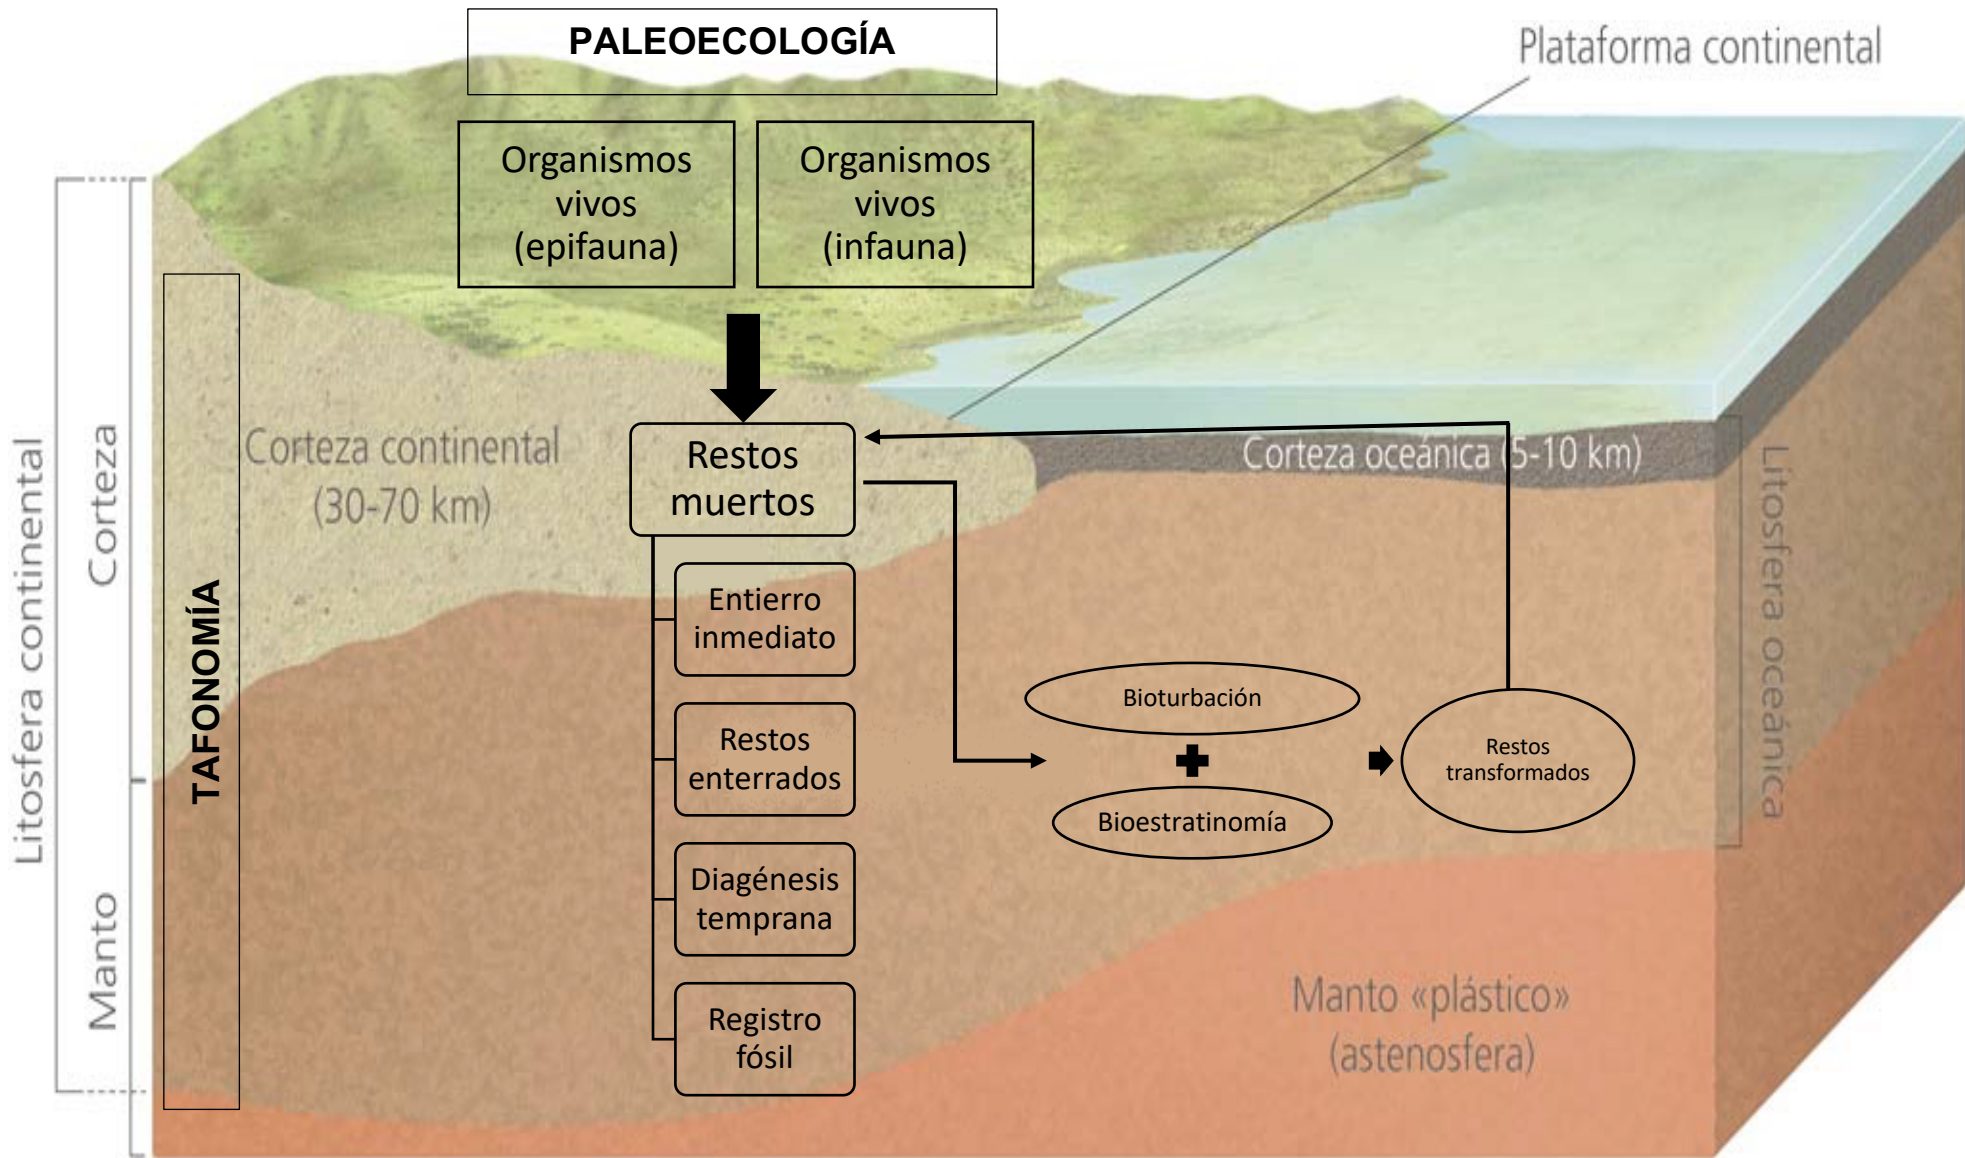 PALEOECOLOGÍA
Plataforma continental
Organismos
vivos
(epifauna)
Organismos
vivos
(infauna)
Litosfera continental
Corteza
Manto
TAFONOMÍA
Corteza continental
(30-70 km)
Restos
muertos
Corteza oceánica (5-10 km)
Litosfera oceánica
Entierro
inmediato
Restos
enterrados
Diagénesis
temprana
Registro
fósil
Bioturbación
Bioestratinomía
Restos
transformados
Manto «plástico»
(astenosfera)